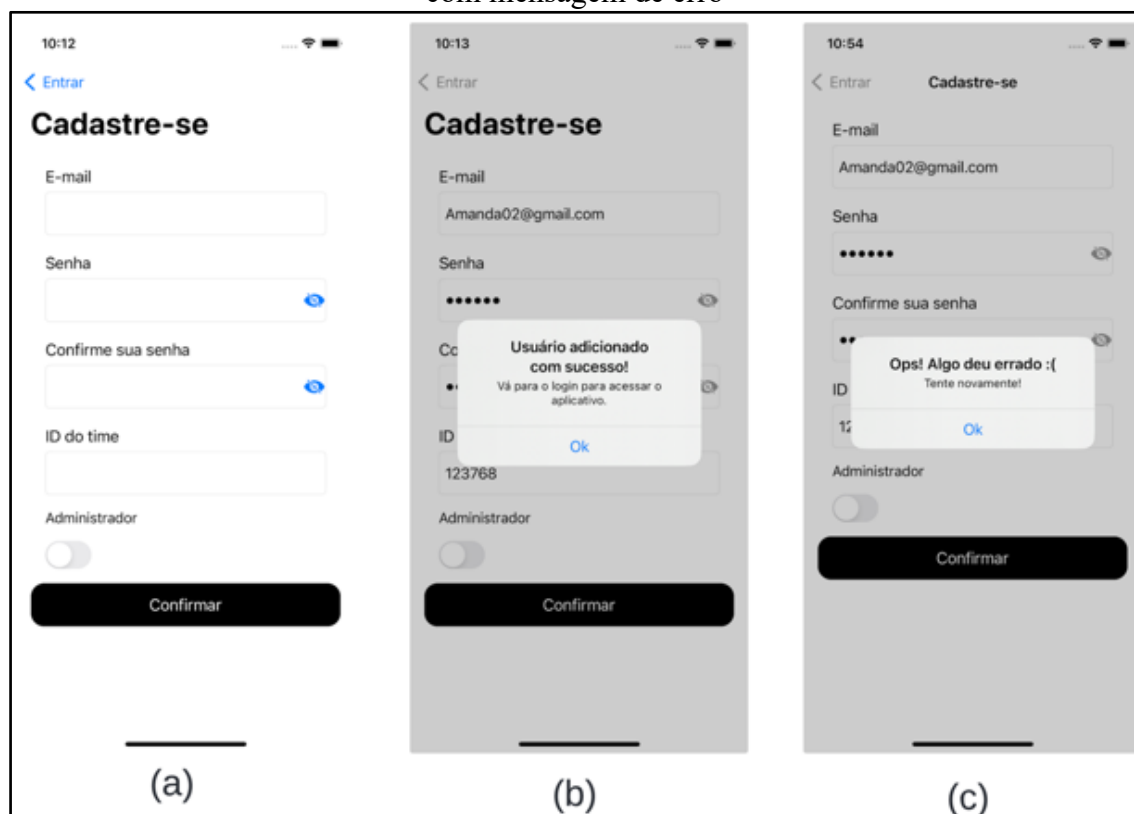 com mensagem de erro
10:12
Entrar
Cadastre-se
E-mail
Senha
Confirme sua senha
ID do time
Administrador
Confirmar
(a)
10:13
Entrar
Cadastre-se
E-mail
Amanda02@gmail.com
Senha
••••••
Co
Usuário adicionado
com sucesso!
Vá para o login para acessar o
aplicativo.
Ok
ID
123768
Administrador
Confirmar
(b)
10:54
Entrar
Cadastre-se
E-mail
Amanda02@gmail.com
Senha
••••••
Confirme sua senha
••
Ops! Algo deu errado :(
Tente novamente!
Ok
ID
12
Administrador
Confirmar
(c)